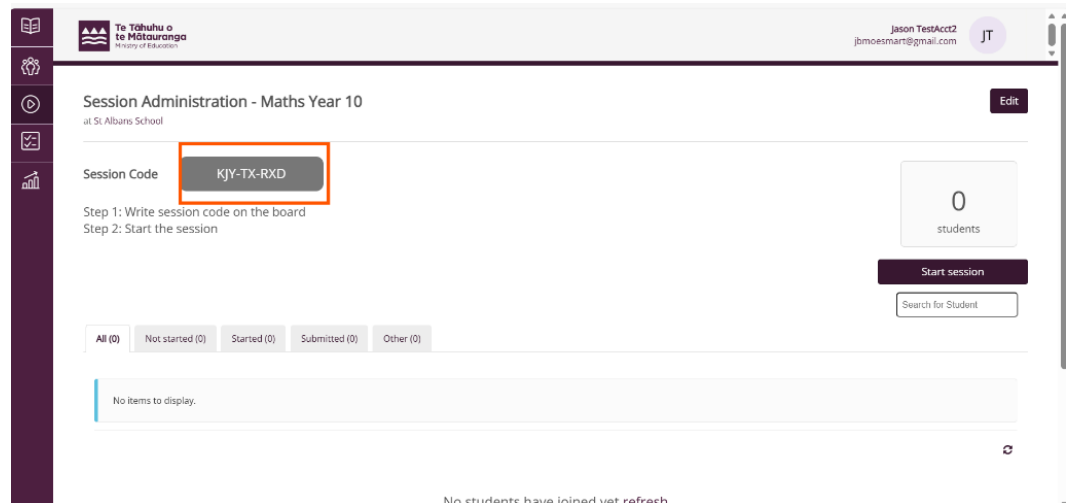 Te Tāhuhu o
te Mātauranga
Ministry of Education
Jason TestAcct2
jbmoesmart@gmail.com
JT
Session Administration - Maths Year 10
Edit
at St Albans School
Session Code
KJY-TX-RXD
Step 1: Write session code on the board
Step 2: Start the session
0
students
Start session
Search for Student
All (0) Not started (0) Started (0) Submitted (0) Other (0)
No items to display.
No students have joined yet refresh